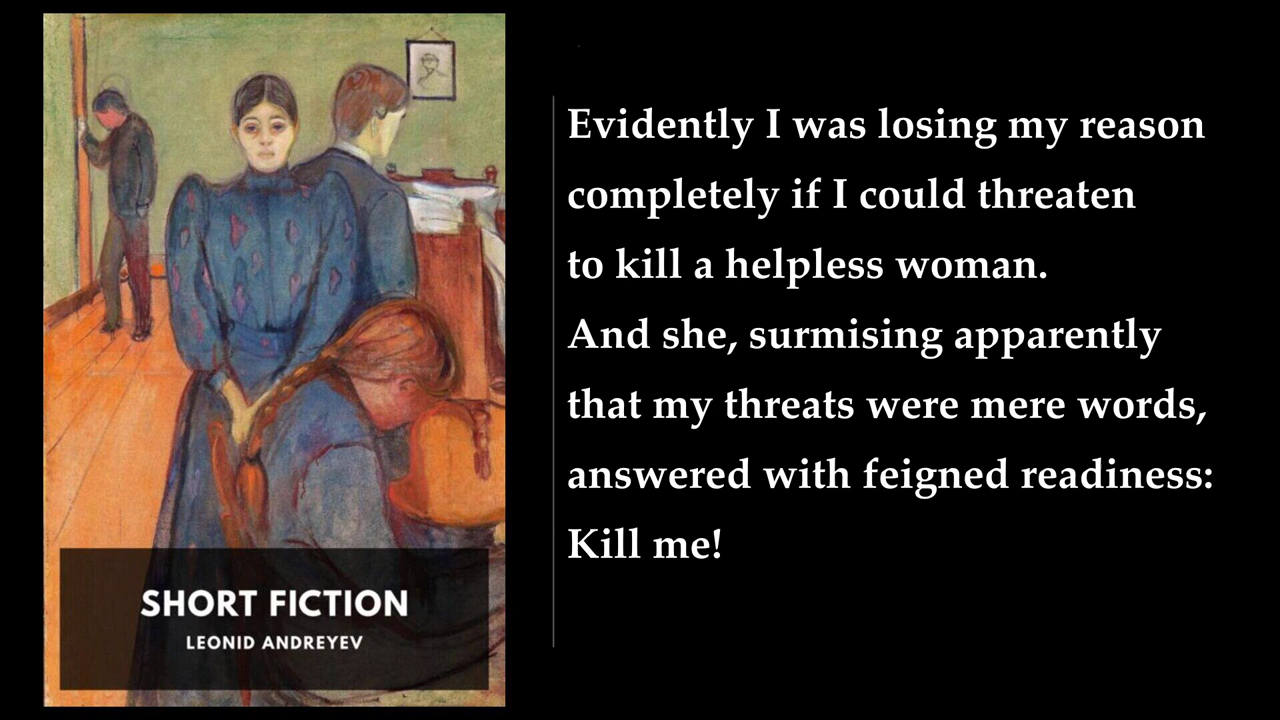 SHORT FICTION
LEONID ANDREYEV
Evidently I was losing my reason
completely if I could threaten
to kill a helpless woman.
And she, surmising apparently
that my threats were mere words,
answered with feigned readiness:
Kill me!